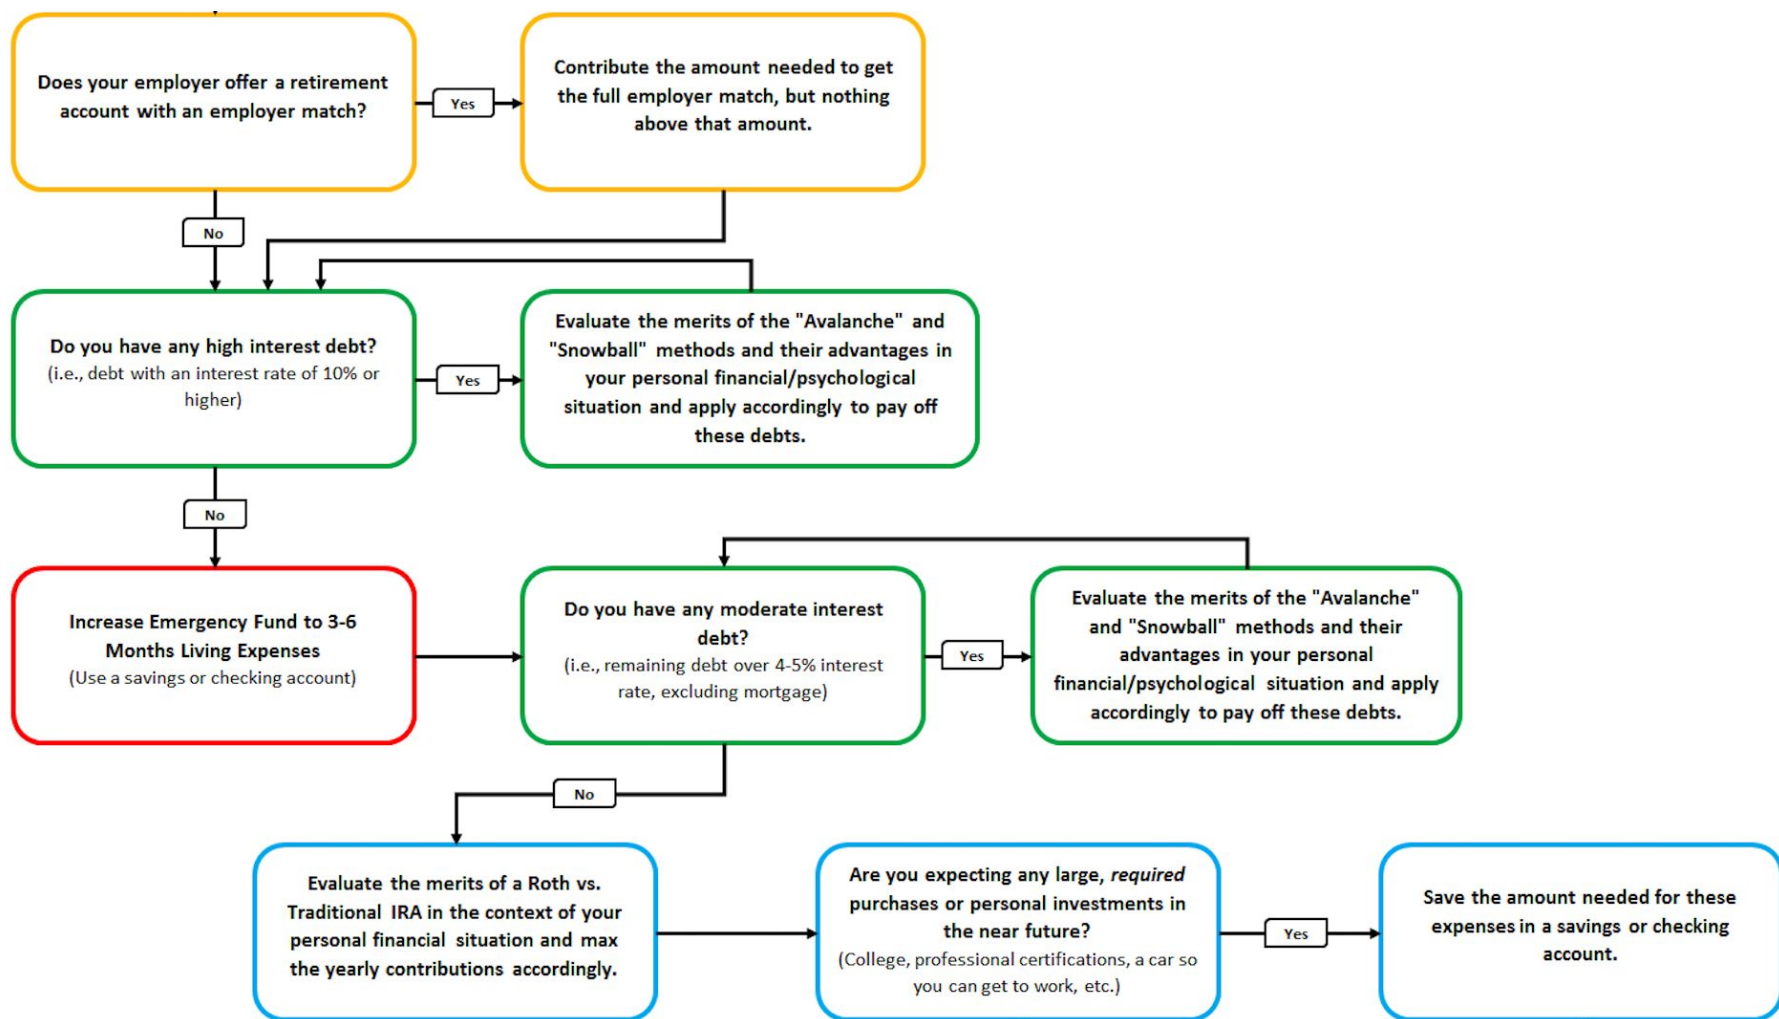 Does your employer offer a retirement
account with an employer match?
Yes
Contribute the amount needed to get
the full employer match, but nothing
above that amount.
No
Do you have any high interest debt?
(i.e., debt with an interest rate of 10% or
higher)
Yes
Evaluate the merits of the "Avalanche" and
"Snowball" methods and their advantages in
your personal financial/psychological
situation and apply accordingly to pay off
these debts.
No
Increase Emergency Fund to 3-6
Months Living Expenses
(Use a savings or checking account)
Do you have any moderate interest
debt?
(i.e., remaining debt over 4-5% interest
rate, excluding mortgage)
Yes
Evaluate the merits of the "Avalanche"
and "Snowball" methods and their
advantages in your personal
financial/psychological situation and apply
accordingly to pay off these debts.
No
Evaluate the merits of a Roth vs.
Traditional IRA in the context of your
personal financial situation and max
the yearly contributions accordingly.
Are you expecting any large, required
purchases or personal investments in
the near future?
(College, professional certifications, a car so
you can get to work, etc.)
Yes
Save the amount needed for these
expenses in a savings or checking
account.